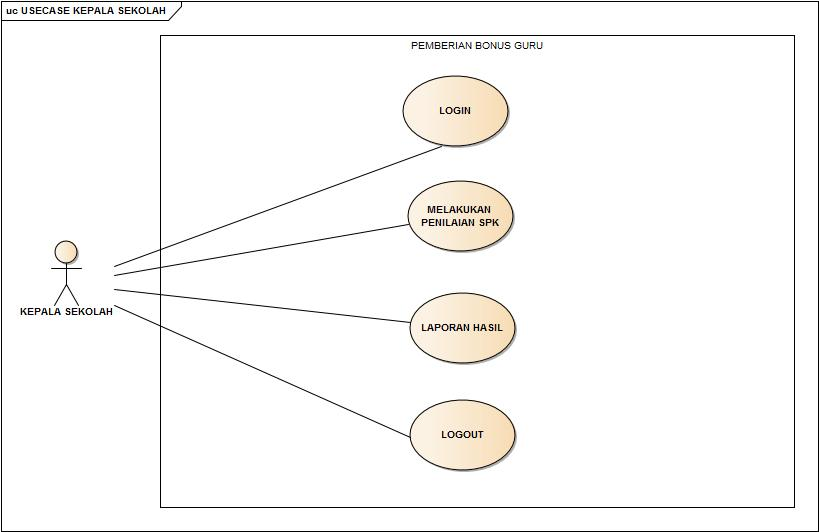 uc USECASE KEPALA SEKOLAH
PEMBERIAN BONUS GURU
LOGIN
MELAKUKAN
PENILAIAN SPK
KEPALA SEKOLAH
LAPORAN HASIL
LOGOUT